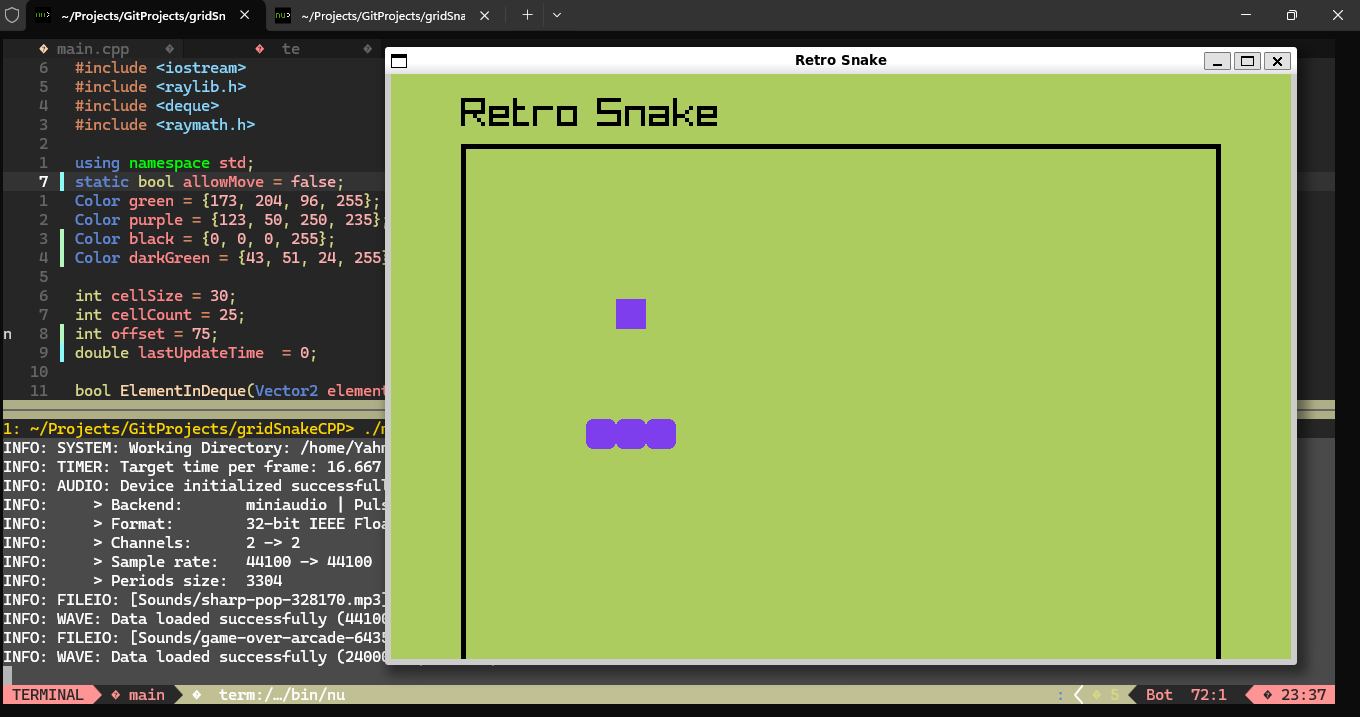 ~/Projects/GitProjects/gridSn
~/Projects/GitProjects/gridSna
main.cpp
te
6 #include <iostream>
5 #include <raylib.h>
4 #include <deque>
3 #include <raymath.h>
2
1 using namespace std;
7 static bool allowMove = false;
1 Color green = {173, 204, 96, 255};
2 Color purple = {123, 50, 250, 235};
3 Color black = {0, 0, 0, 255};
4 Color darkGreen = {43, 51, 24, 255}
5
6 int cellSize = 30;
7 int cellCount = 25;
n 8 int offset = 75;
9 double lastUpdateTime  = 0;
10
11 bool ElementInDeque(Vector2 element
Retro Snake
Retro Snake
1: ~/Projects/GitProjects/gridSnakeCPP> ./
INFO: SYSTEM: Working Directory: /home/Yahn
INFO: TIMER: Target time per frame: 16.667
INFO: AUDIO: Device initialized successfull
INFO:     > Backend:       miniaudio | Puls
INFO:     > Format:        32-bit IEEE Floa
INFO:     > Channels:      2 -> 2
INFO:     > Sample rate:   44100 -> 44100
INFO:     > Periods size:  3304
INFO: FILEIO: [Sounds/sharp-pop-328170.mp3]
INFO: WAVE: Data loaded successfully (44100
INFO: FILEIO: [Sounds/game-over-arcade-6435
INFO: WAVE: Data loaded successfully (24000
TERMINAL main term:/…/bin/nu : 5 Bot 72:1 23:37